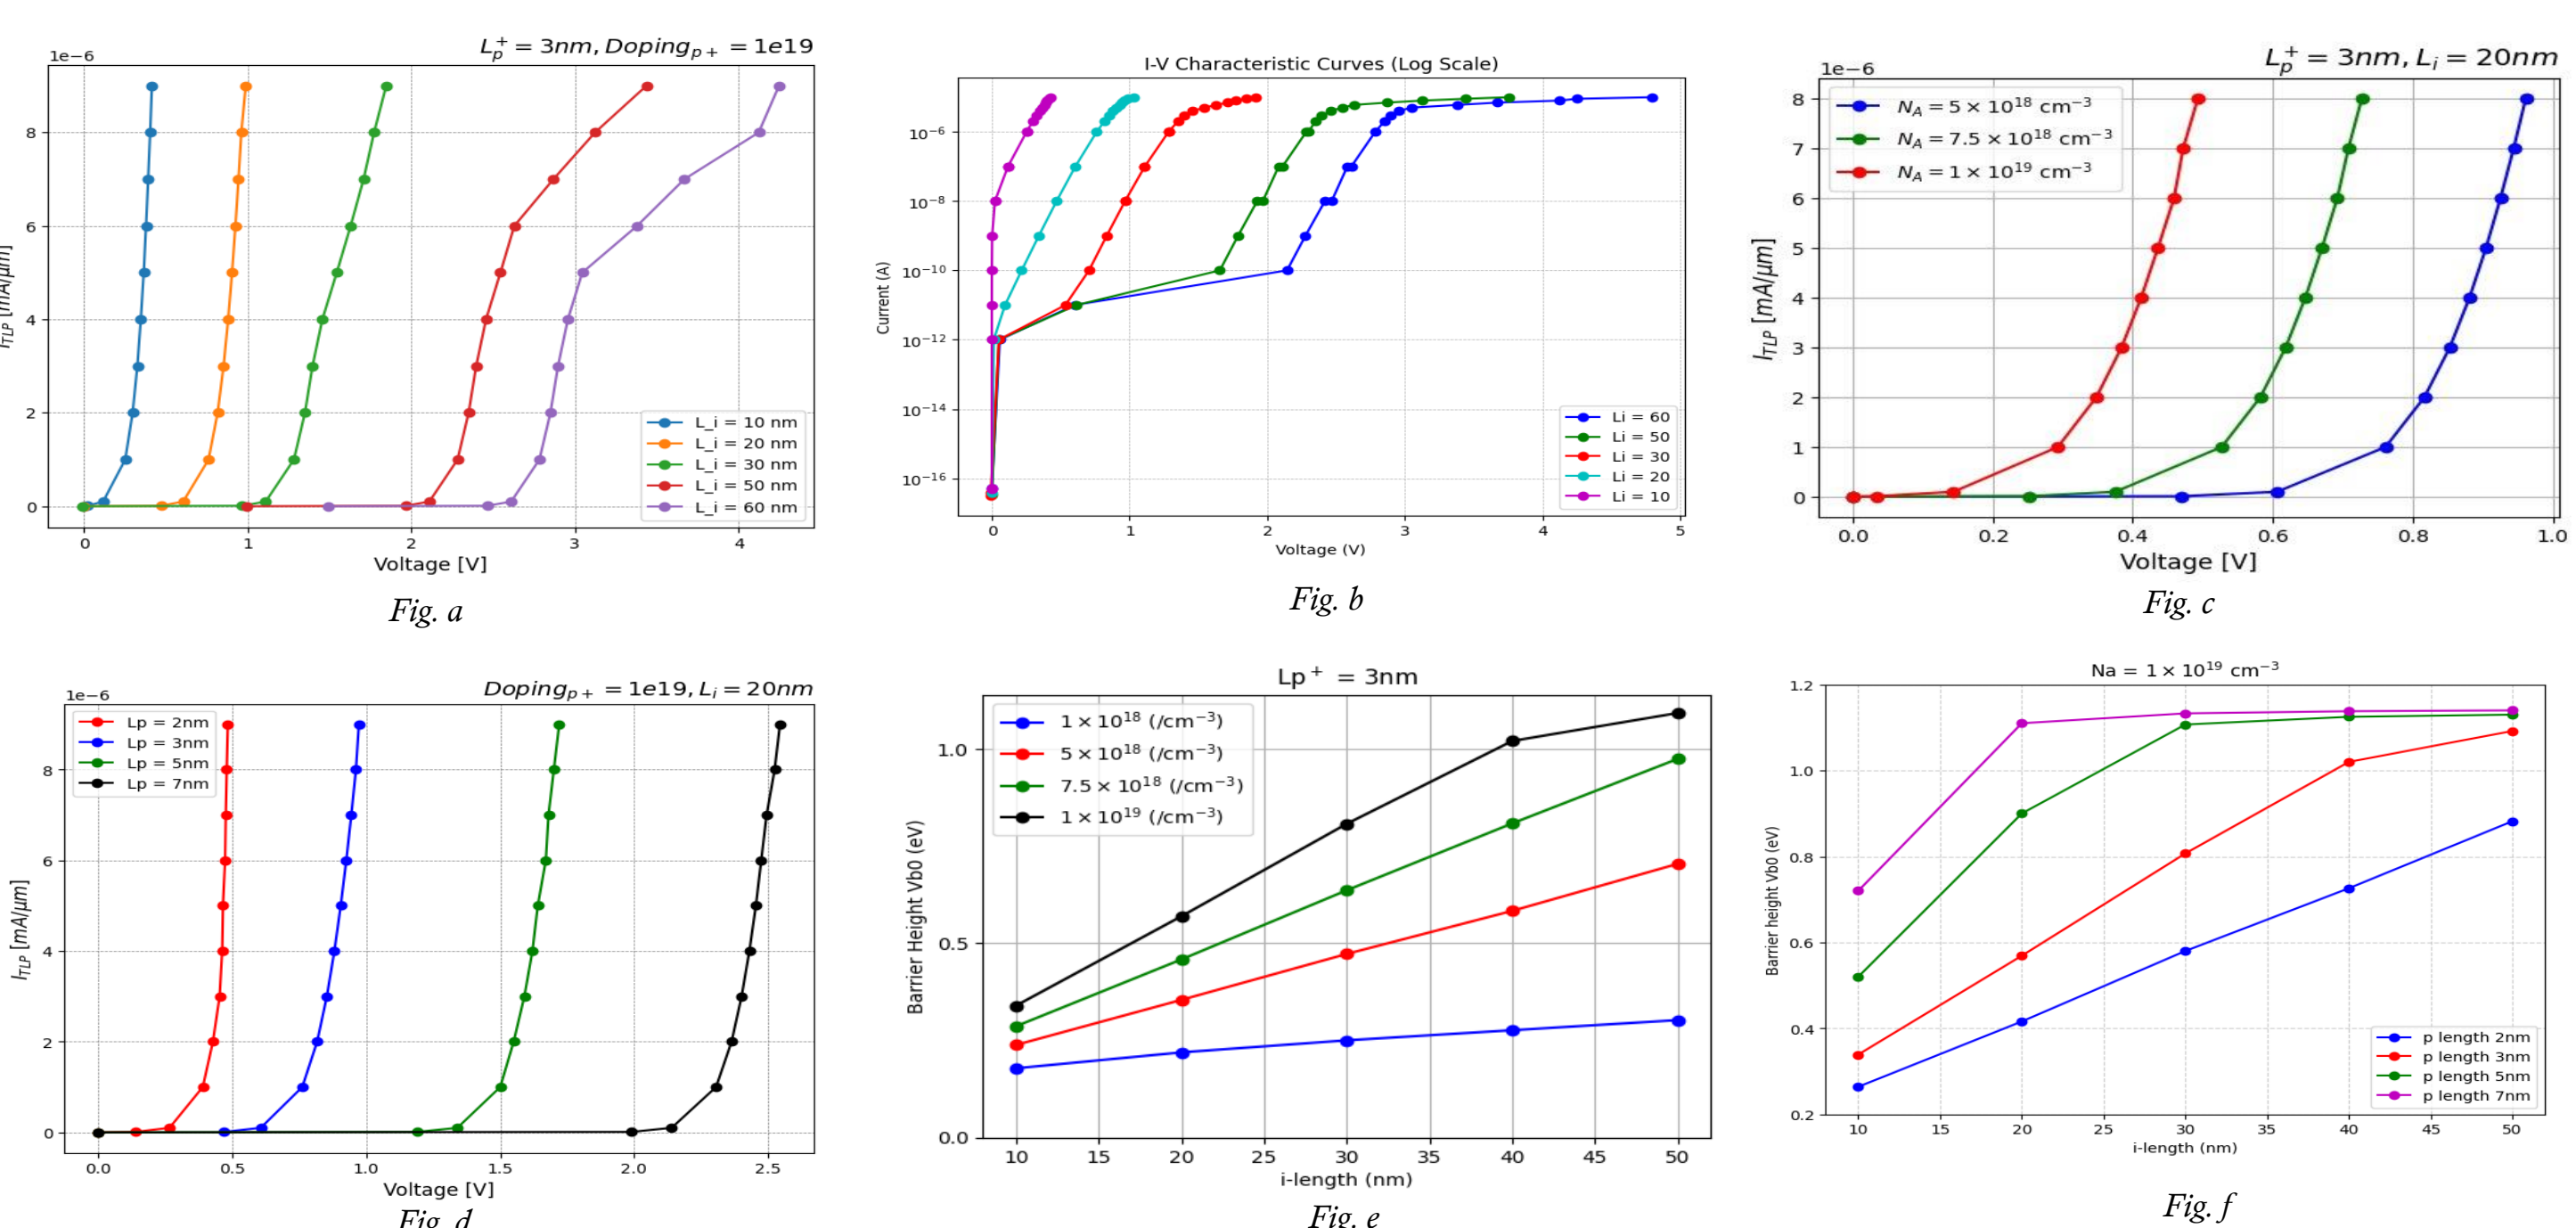 L_p^+ = 3nm, Doping_{p+} = 1e19
1e−6
8
6
4
2
0
I_{TLP} [mA/μm]
L_i = 10 nm
L_i = 20 nm
L_i = 30 nm
L_i = 50 nm
L_i = 60 nm
0 1 2 3 4
Voltage [V]
Fig. a
I-V Characteristic Curves (Log Scale)
10^{−6}
10^{−8}
10^{−10}
10^{−12}
10^{−14}
10^{−16}
Current (A)
Li = 60
Li = 50
Li = 30
Li = 20
Li = 10
0 1 2 3 4 5
Voltage (V)
Fig. b
L_p^+ = 3nm, L_i = 20nm
1e−6
8
7
6
5
4
3
2
1
0
I_{TLP} [mA/μm]
N_A = 5 × 10^{18} cm^{−3}
N_A = 7.5 × 10^{18} cm^{−3}
N_A = 1 × 10^{19} cm^{−3}
0.0 0.2 0.4 0.6 0.8 1.0
Voltage [V]
Fig. c
Doping_{p+} = 1e19, L_i = 20nm
1e−6
8
6
4
2
0
I_{TLP} [mA/μm]
Lp = 2nm
Lp = 3nm
Lp = 5nm
Lp = 7nm
0.0 0.5 1.0 1.5 2.0 2.5
Voltage [V]
Fig. d
Lp^+ = 3nm
1.0
0.5
0.0
Barrier Height Vb0 (eV)
1 × 10^{18} (/cm^{−3})
5 × 10^{18} (/cm^{−3})
7.5 × 10^{18} (/cm^{−3})
1 × 10^{19} (/cm^{−3})
10 15 20 25 30 35 40 45 50
i-length (nm)
Fig. e
Na = 1 × 10^{19} cm^{−3}
1.2
1.0
0.8
0.6
0.4
0.2
Barrier height Vb0 (eV)
p length 2nm
p length 3nm
p length 5nm
p length 7nm
10 15 20 25 30 35 40 45 50
i-length (nm)
Fig. f